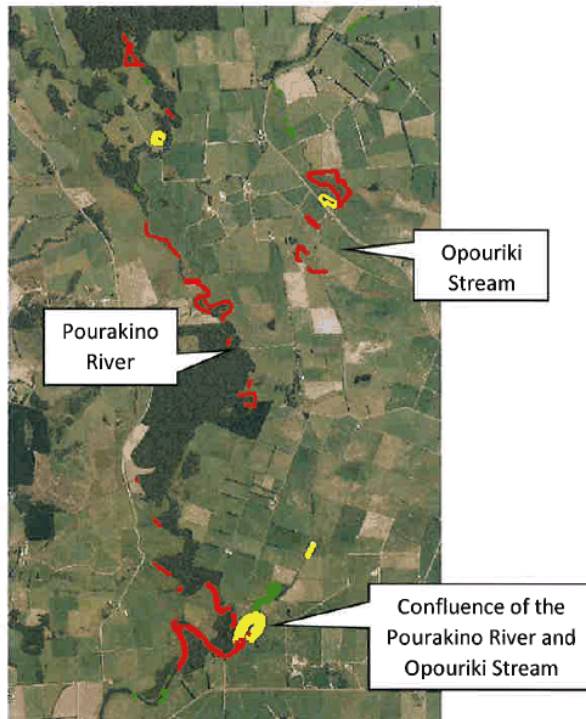 Opouriki
Stream
Pourakino
River
Confluence of the
Pourakino River and
Opouriki Stream